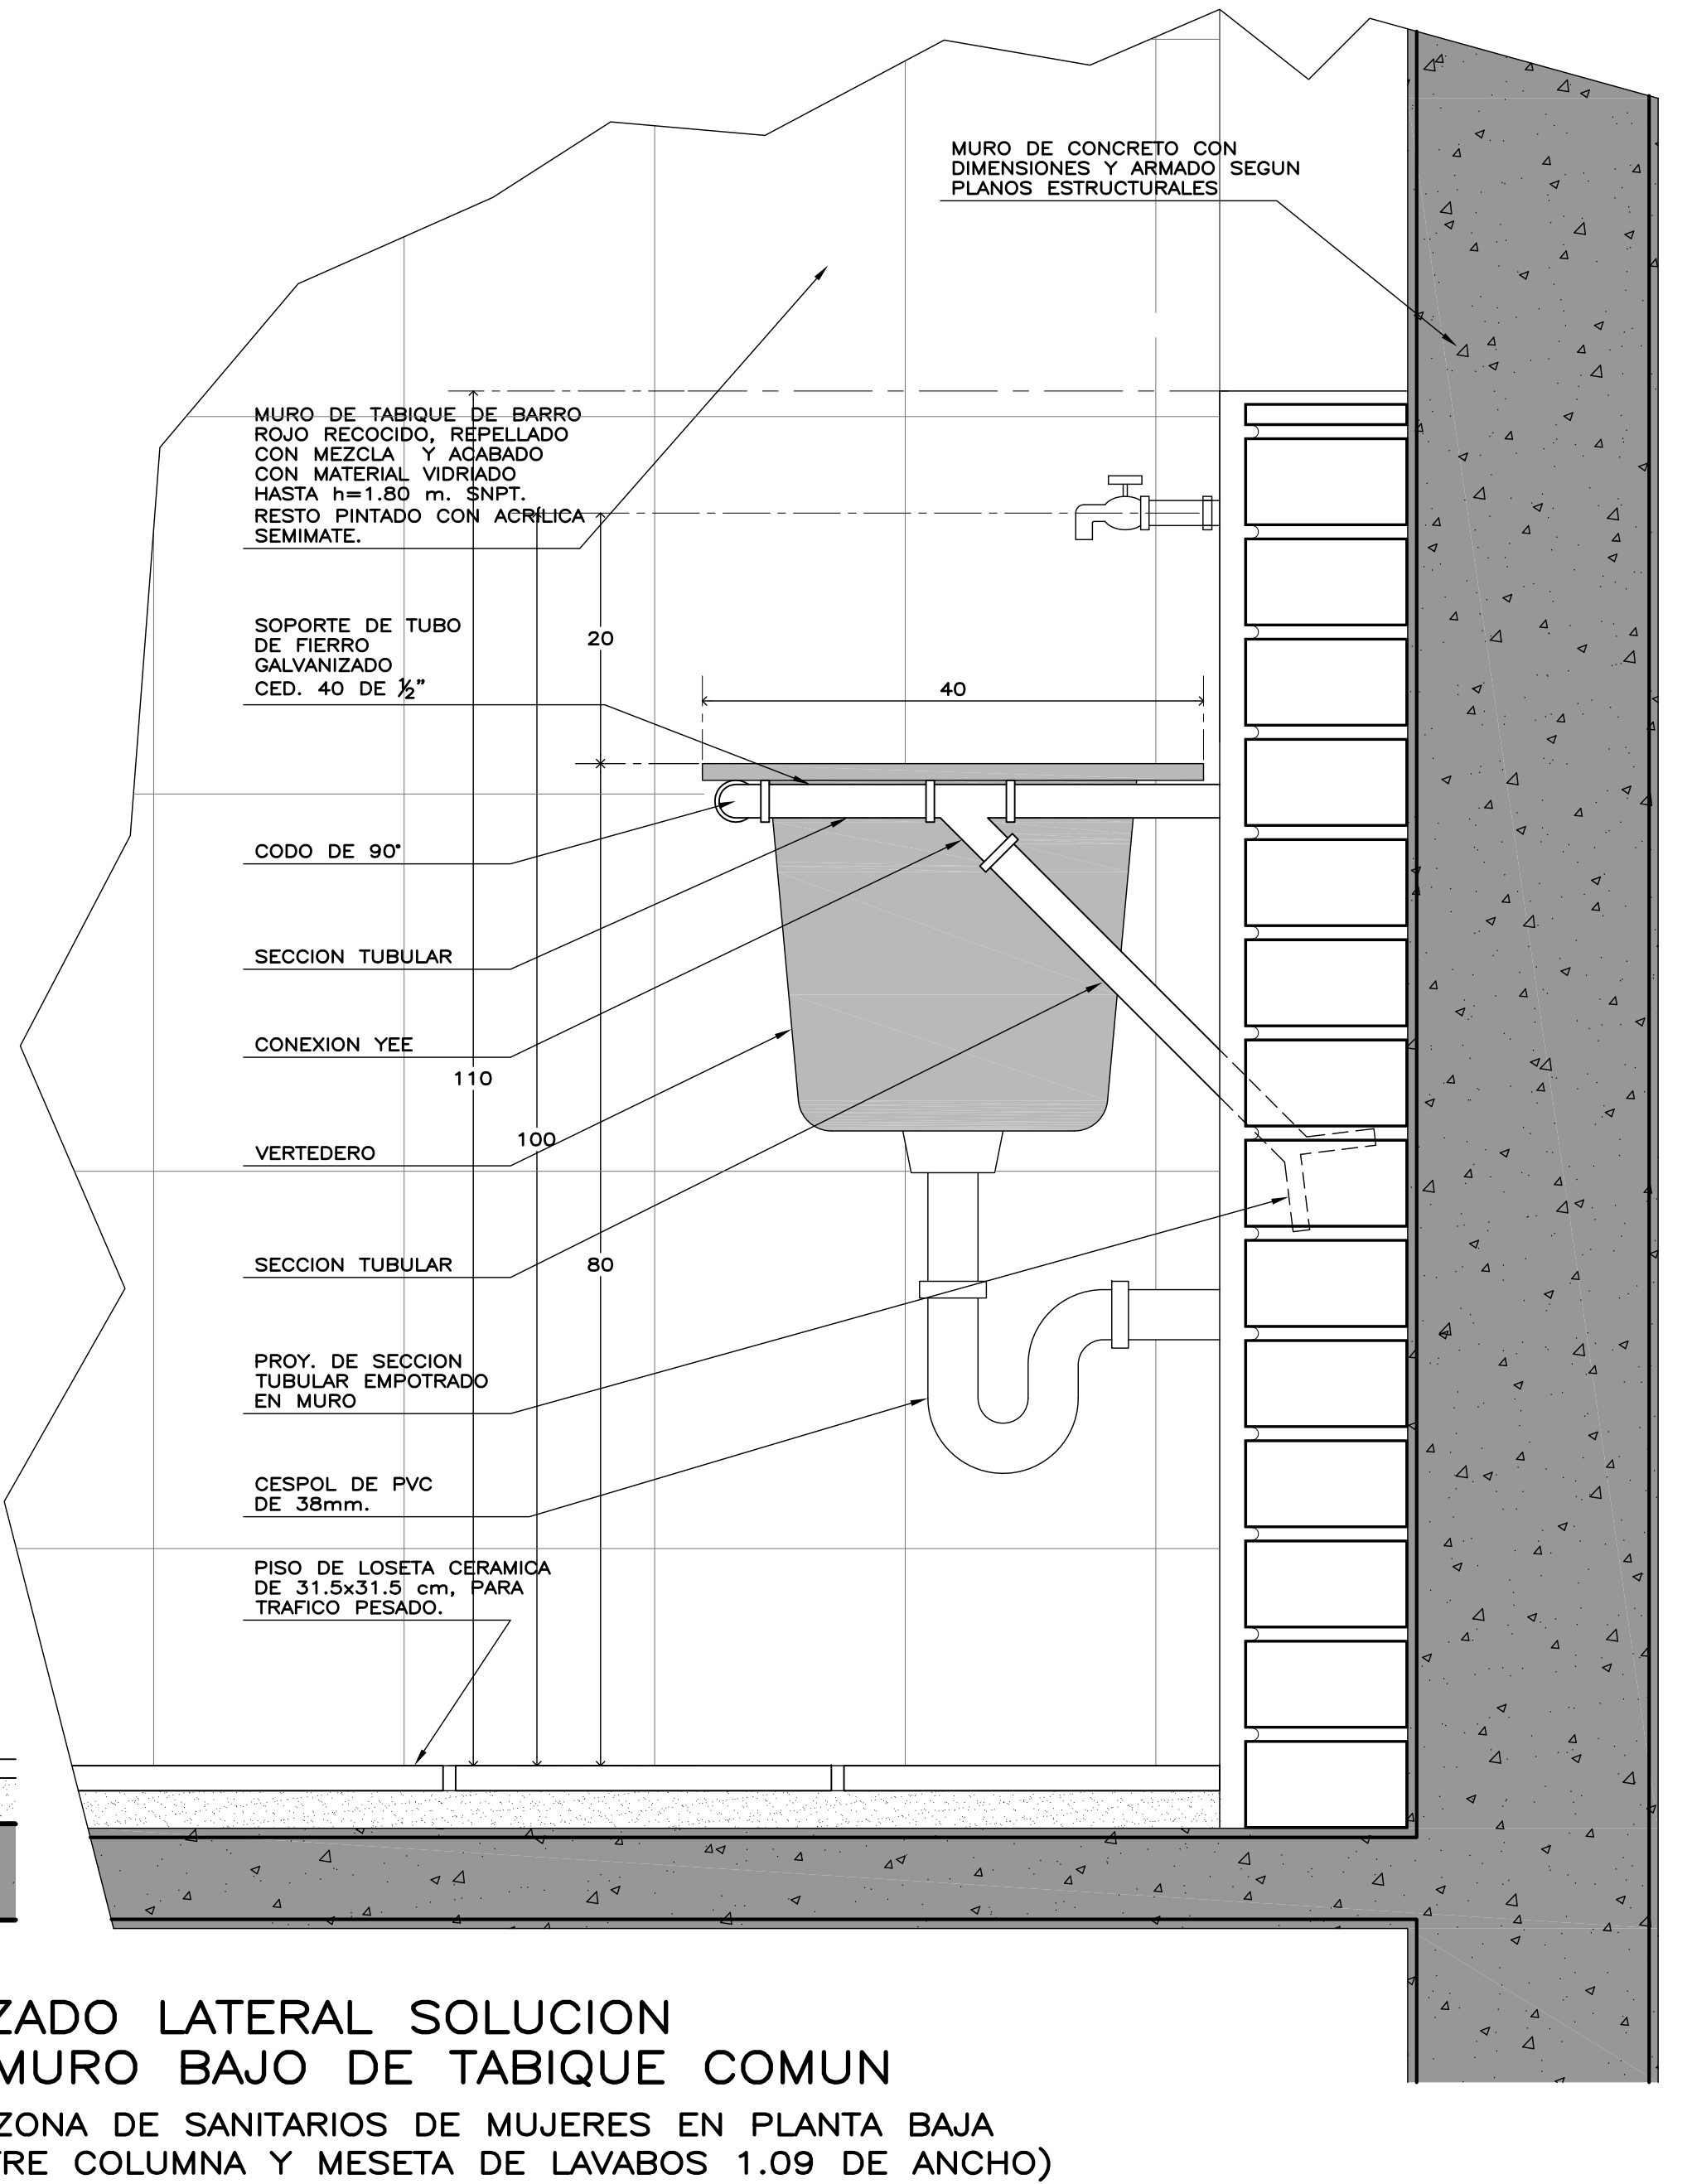 MURO DE CONCRETO CON
DIMENSIONES Y ARMADO SEGUN
PLANOS ESTRUCTURALES
MURO DE TABIQUE DE BARRO
ROJO RECOCIDO, REPELLADO
CON MEZCLA Y ACABADO
CON MATERIAL VIDRIADO
HASTA h=1.80 m. SNPT.
RESTO PINTADO CON ACRÍLICA
SEMIMATE.
SOPORTE DE TUBO
DE FIERRO
GALVANIZADO
CED. 40 DE ½"
20
40
CODO DE 90°
SECCION TUBULAR
CONEXION YEE
110
100
VERTEDERO
SECCION TUBULAR
80
PROY. DE SECCION
TUBULAR EMPOTRADO
EN MURO
CESPOL DE PVC
DE 38mm.
PISO DE LOSETA CERAMICA
DE 31.5x31.5 cm, PARA
TRAFICO PESADO.
ZADO LATERAL SOLUCION
MURO BAJO DE TABIQUE COMUN
ZONA DE SANITARIOS DE MUJERES EN PLANTA BAJA
TRE COLUMNA Y MESETA DE LAVABOS 1.09 DE ANCHO)